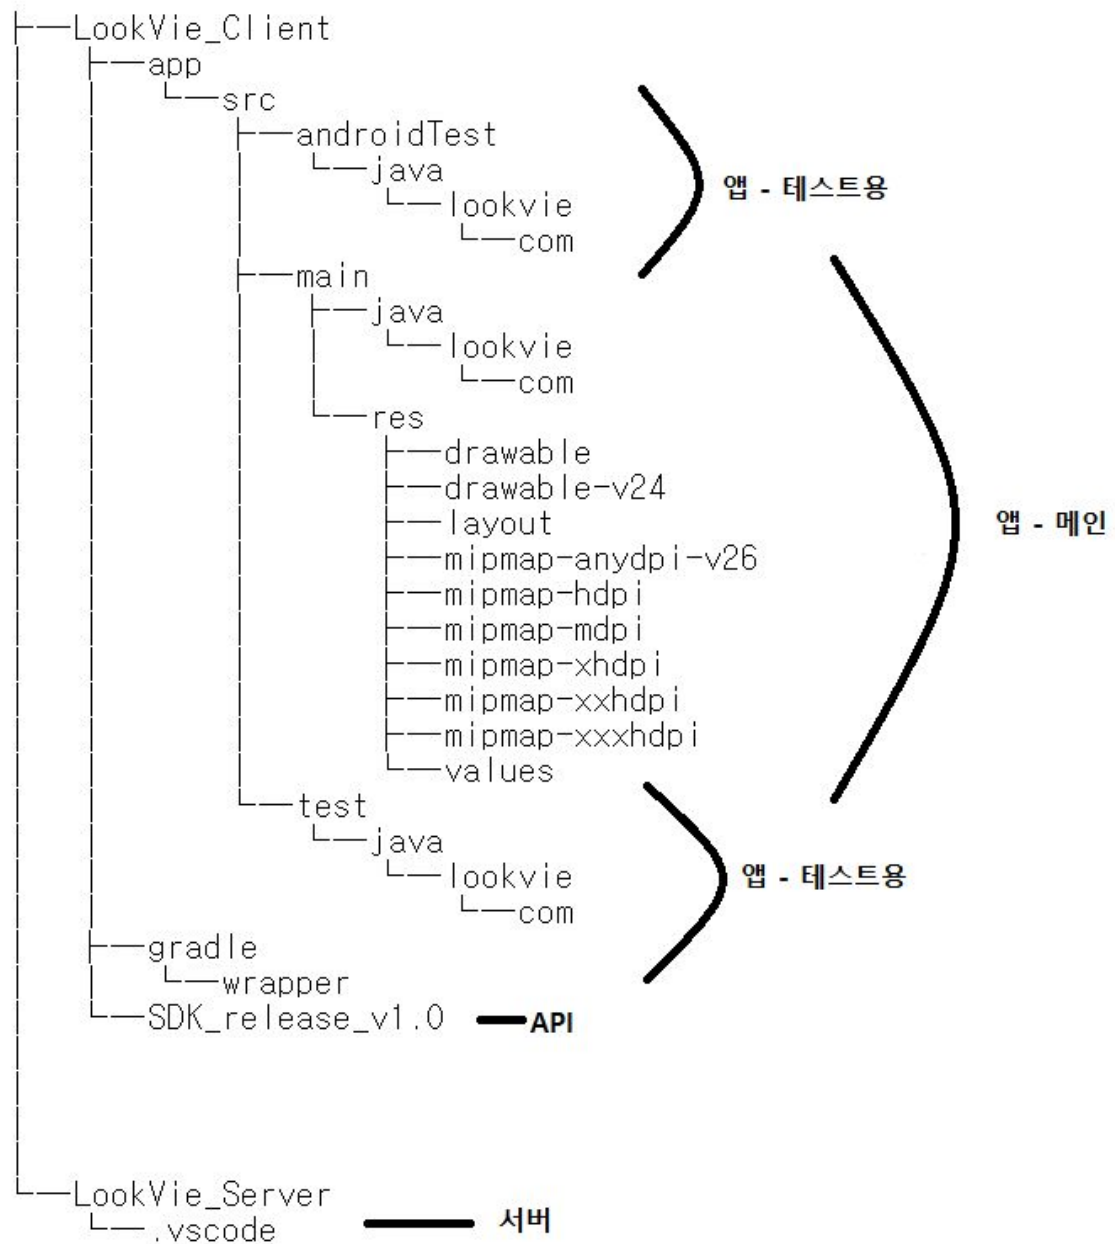 ├──LookVie_Client
│   ├──app
│   │   └──src
│   │       ├──androidTest
│   │       │   └──java
│   │       │       └──lookvie
│   │       │           └──com
앱 - 테스트용
│   │       ├──main
│   │       │   ├──java
│   │       │   │   └──lookvie
│   │       │   │       └──com
│   │       │   └──res
│   │       │       ├──drawable
│   │       │       ├──drawable-v24
│   │       │       ├──layout
│   │       │       ├──mipmap-anydpi-v26
│   │       │       ├──mipmap-hdpi
│   │       │       ├──mipmap-mdpi
│   │       │       ├──mipmap-xhdpi
│   │       │       ├──mipmap-xxhdpi
│   │       │       ├──mipmap-xxxhdpi
│   │       │       └──values
앱 - 메인
│   │       └──test
│   │           └──java
│   │               └──lookvie
│   │                   └──com
앱 - 테스트용
│   ├──gradle
│   │   └──wrapper
│   └──SDK_release_v1.0 API
└──LookVie_Server
    └──.vscode 서버